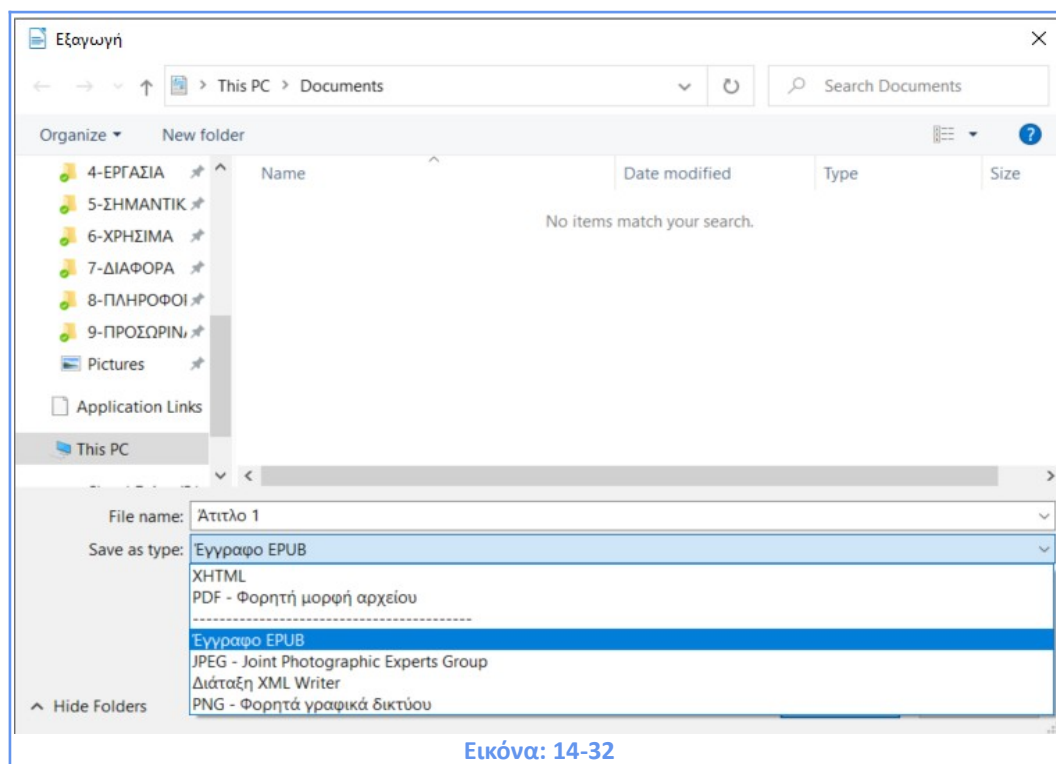 Εξαγωγή
This PC > Documents
Search Documents
Organize New folder
4-ΕΡΓΑΣΙΑ
Name Date modified Type Size
5-ΣΗΜΑΝΤΙΚ
No items match your search.
6-ΧΡΗΣΙΜΑ
7-ΔΙΑΦΟΡΑ
8-ΠΛΗΡΟΦΟΙ
9-ΠΡΟΣΩΡΙΝ
Pictures
Application Links
This PC
File name: Άτιτλο 1
Save as type: Έγγραφο EPUB
XHTML
PDF - Φορητή μορφή αρχείου
-----------------------------------------
Έγγραφο EPUB
JPEG - Joint Photographic Experts Group
Διάταξη XML Writer
PNG - Φορητά γραφικά δικτύου
Hide Folders
Εικόνα: 14-32